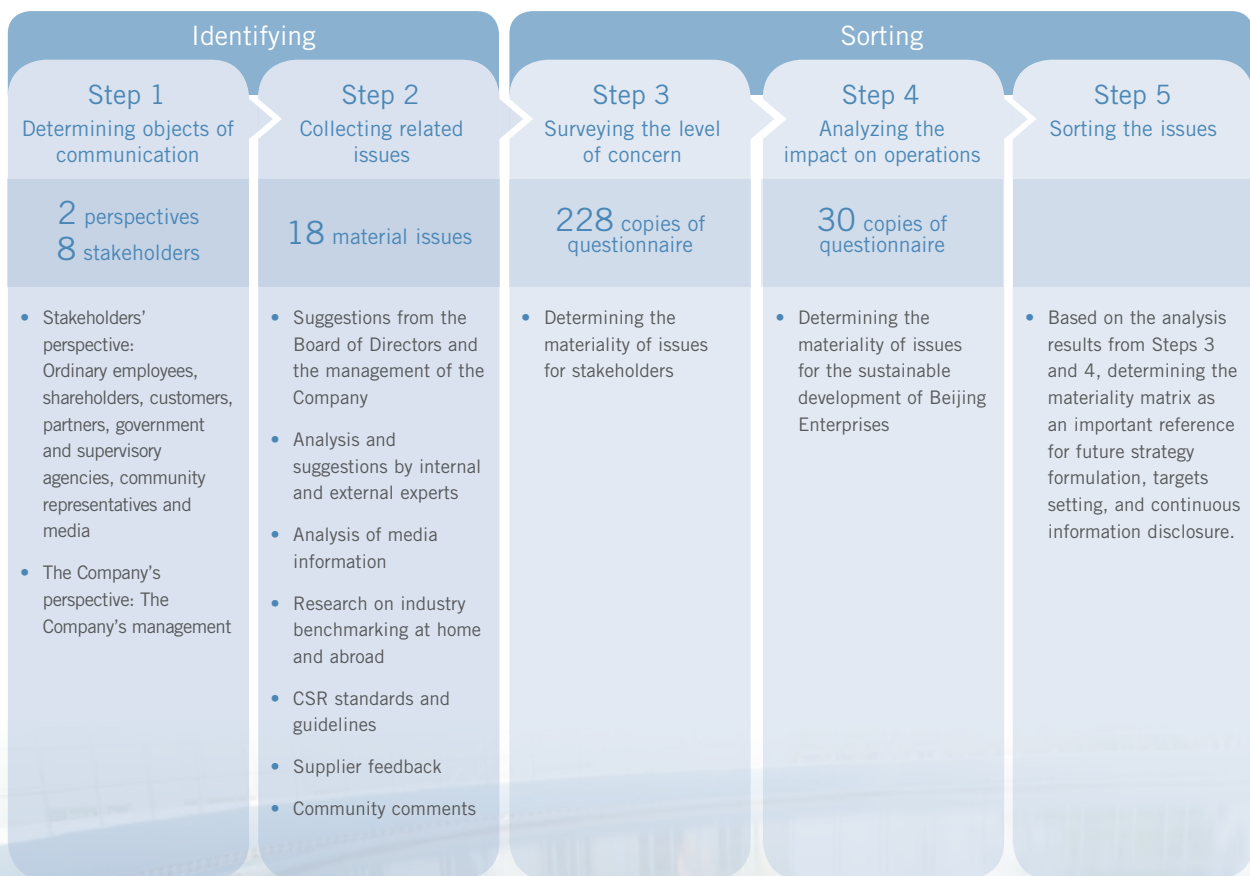 Identifying
Sorting
Step 1
Determining objects of
communication
2 perspectives
8 stakeholders
• Stakeholders'
perspective:
Ordinary employees,
shareholders, customers,
partners, government
and supervisory
agencies, community
representatives and
media
• The Company's
perspective: The
Company's management
Step 2
Collecting related
issues
18 material issues
• Suggestions from the
Board of Directors and
the management of the
Company
• Analysis and
suggestions by internal
and external experts
• Analysis of media
information
• Research on industry
benchmarking at home
and abroad
• CSR standards and
guidelines
• Supplier feedback
• Community comments
Step 3
Surveying the level
of concern
228 copies of
questionnaire
• Determining the
materiality of issues
for stakeholders
Step 4
Analyzing the
impact on operations
30 copies of
questionnaire
• Determining the
materiality of issues
for the sustainable
development of Beijing
Enterprises
Step 5
Sorting the issues
• Based on the analysis
results from Steps 3
and 4, determining the
materiality matrix as
an important reference
for future strategy
formulation, targets
setting, and continuous
information disclosure.